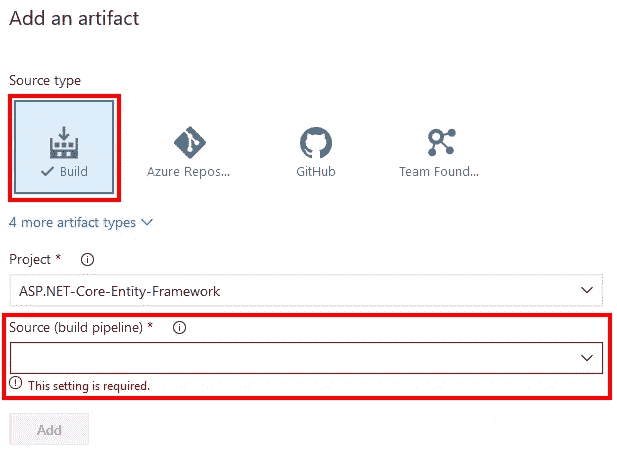 Add an artifact
Source type
Build
Azure Repos...
GitHub
Team Found...
4 more artifact types
Project *
ASP.NET-Core-Entity-Framework
Source (build pipeline) *
This setting is required.
Add